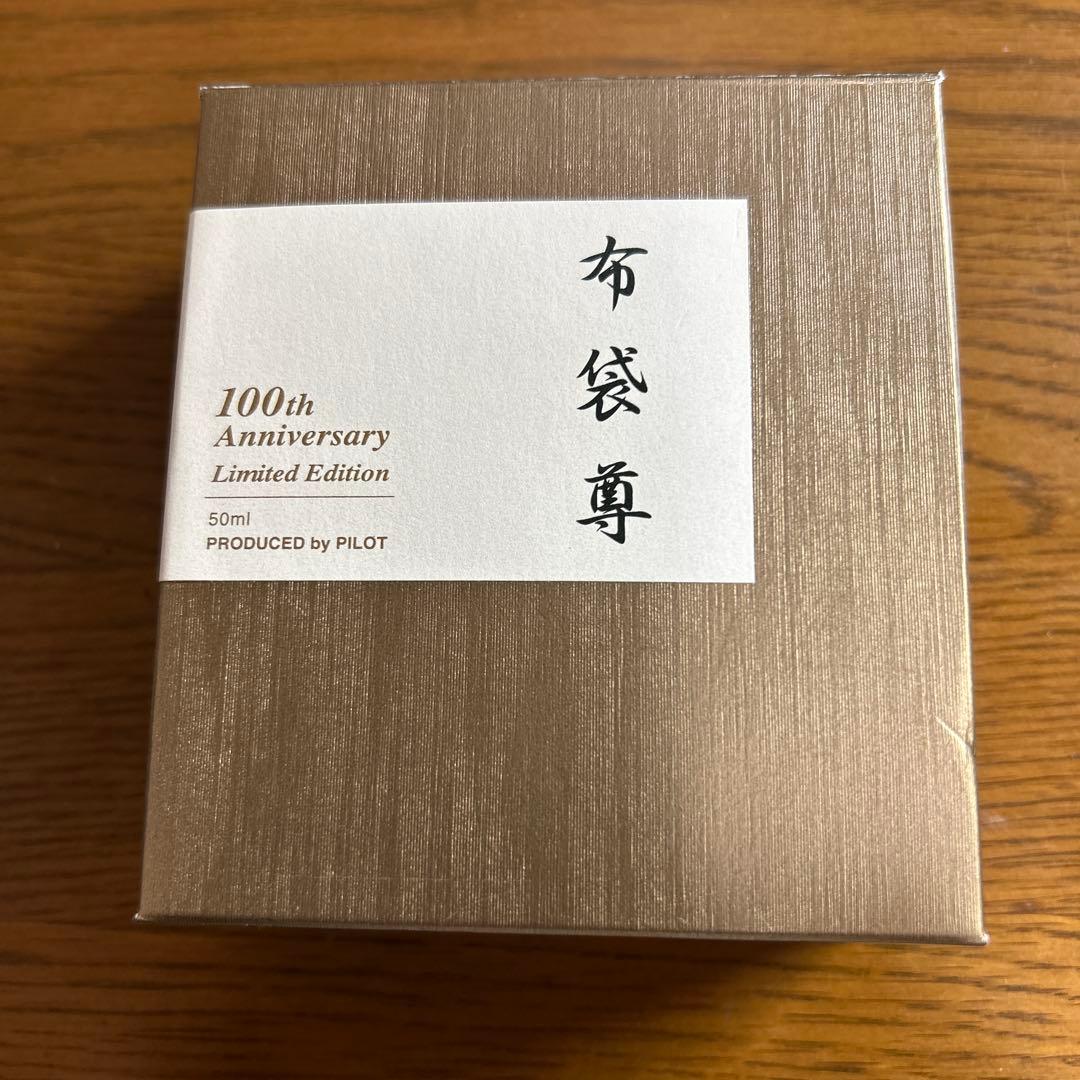 布袋尊
100th
Anniversary
Limited Edition
50ml
PRODUCED by PILOT